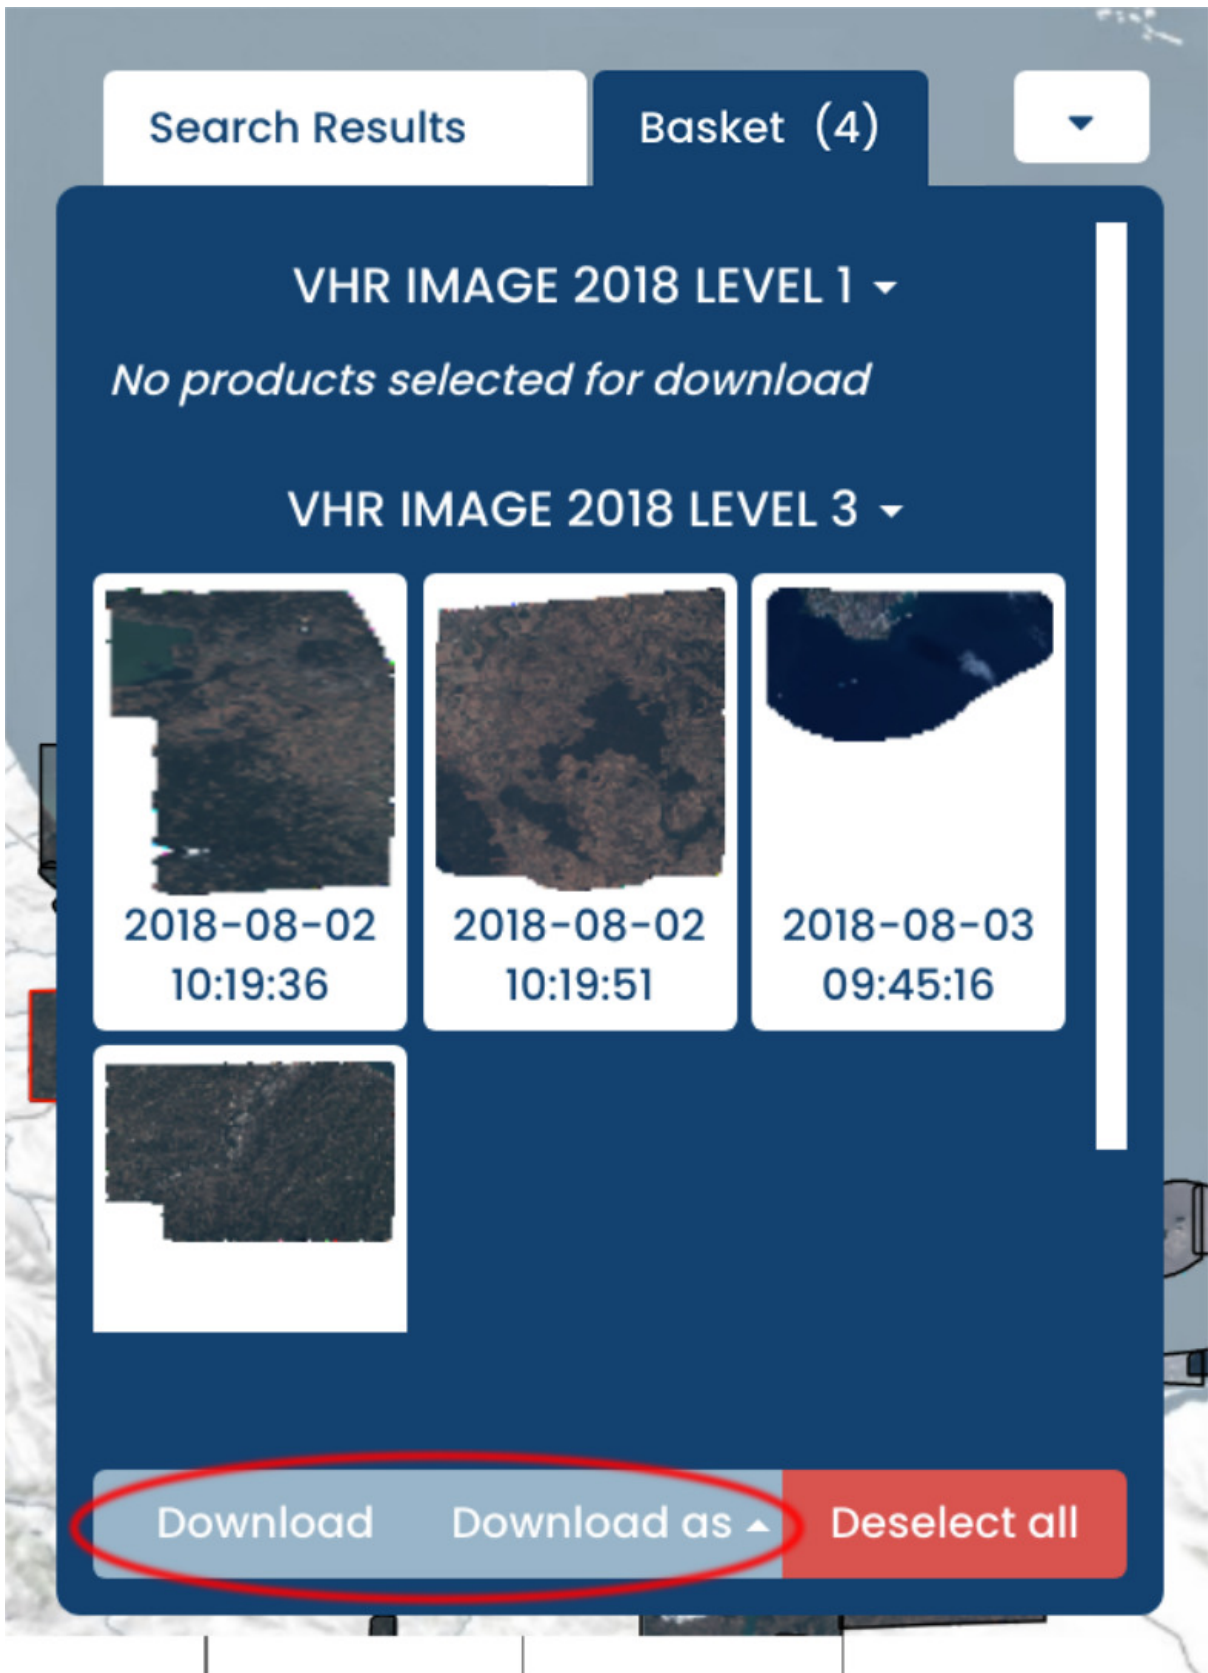 Search Results
Basket (4)
VHR IMAGE 2018 LEVEL 1
No products selected for download
VHR IMAGE 2018 LEVEL 3
2018-08-02
10:19:36
2018-08-02
10:19:51
2018-08-03
09:45:16
Download
Download as
Deselect all